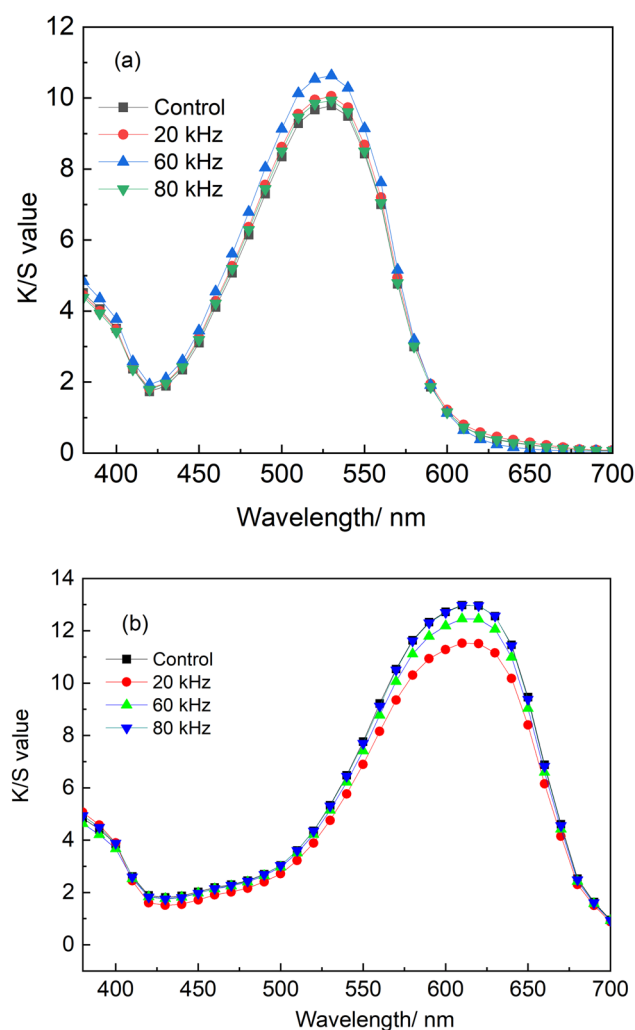 (a)
Control
20 kHz
60 kHz
80 kHz
12
10
8
6
4
2
0
K/S value
400 450 500 550 600 650 700
Wavelength/ nm
(b)
Control
20 kHz
60 kHz
80 kHz
14
12
10
8
6
4
2
0
K/S value
400 450 500 550 600 650 700
Wavelength/ nm